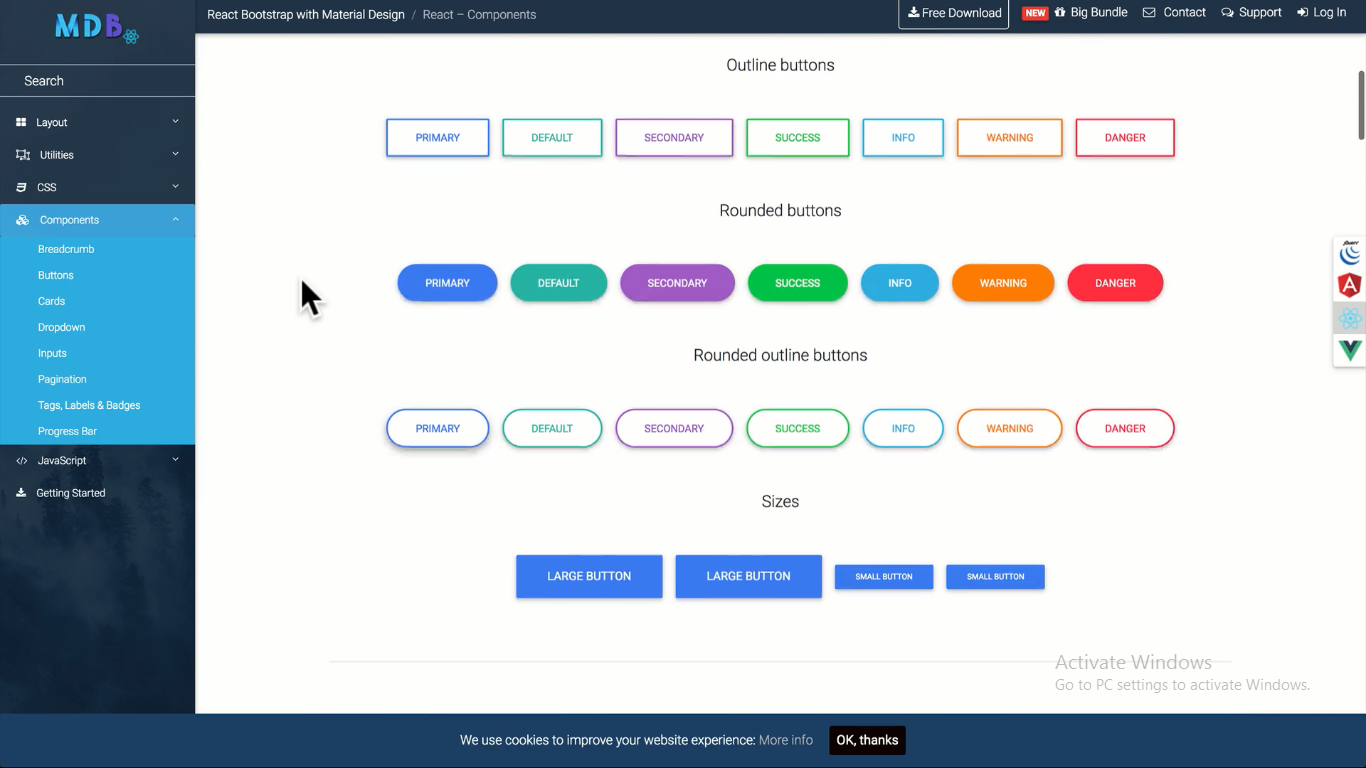 MDB
React Bootstrap with Material Design / React – Components
Free Download
NEW Big Bundle
Contact
Support
Log In
Search
Layout
Utilities
CSS
Components
Breadcrumb
Buttons
Cards
Dropdown
Inputs
Pagination
Tags, Labels & Badges
Progress Bar
JavaScript
Getting Started
Outline buttons
PRIMARY DEFAULT SECONDARY SUCCESS INFO WARNING DANGER
Rounded buttons
PRIMARY DEFAULT SECONDARY SUCCESS INFO WARNING DANGER
Rounded outline buttons
PRIMARY DEFAULT SECONDARY SUCCESS INFO WARNING DANGER
Sizes
LARGE BUTTON LARGE BUTTON SMALL BUTTON SMALL BUTTON
jQuery
Activate Windows
Go to PC settings to activate Windows.
We use cookies to improve your website experience: More info OK, thanks